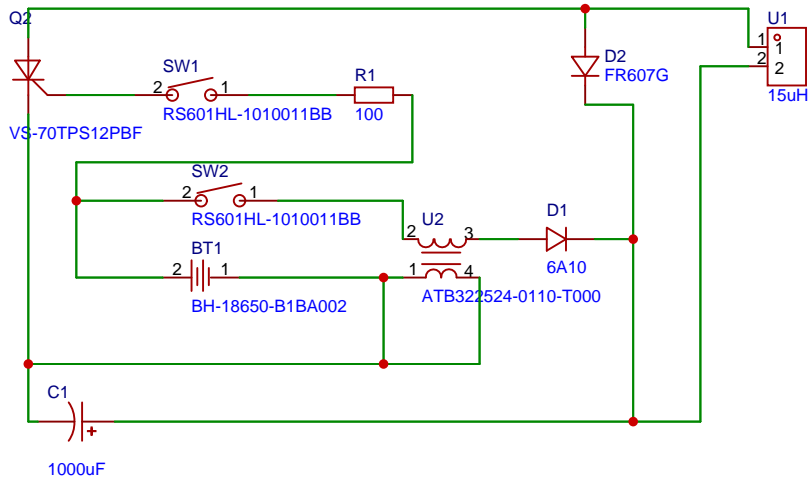 Q2
VS-70TPS12PBF
SW1
2 1
RS601HL-1010011BB
R1
100
D2
FR607G
U1
1 1
2 2
15uH
SW2
2 1
RS601HL-1010011BB
BT1
2 1
BH-18650-B1BA002
U2
2 3
1 4
ATB322524-0110-T000
D1
6A10
C1
+
1000uF